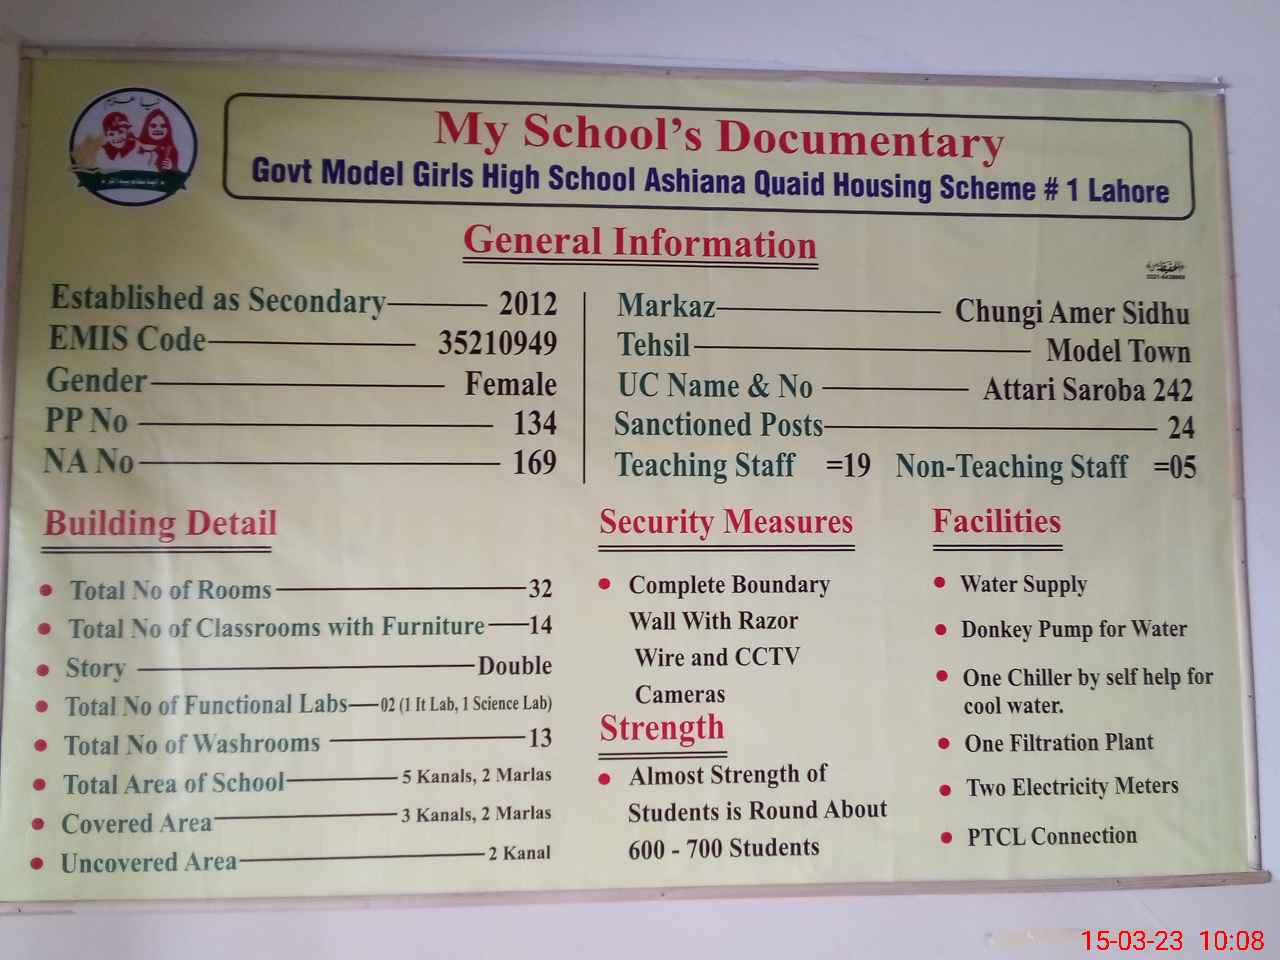 My School's Documentary
Govt Model Girls High School Ashiana Quaid Housing Scheme # 1 Lahore
General Information
Established as Secondary 2012
EMIS Code 35210949
Gender Female
PP No 134
NA No 169
Markaz Chungi Amer Sidhu
Tehsil Model Town
UC Name & No Attari Saroba 242
Sanctioned Posts 24
Teaching Staff =19 Non-Teaching Staff =05
Building Detail
Total No of Rooms 32
Total No of Classrooms with Furniture 14
Story Double
Total No of Functional Labs 02 (1 It Lab, 1 Science Lab)
Total No of Washrooms 13
Total Area of School 5 Kanals, 2 Marlas
Covered Area 3 Kanals, 2 Marlas
Uncovered Area 2 Kanal
Security Measures
Complete Boundary
Wall With Razor
Wire and CCTV
Cameras
Strength
Almost Strength of
Students is Round About
600 - 700 Students
Facilities
Water Supply
Donkey Pump for Water
One Chiller by self help for
cool water.
One Filtration Plant
Two Electricity Meters
PTCL Connection
15-03-23 10:08